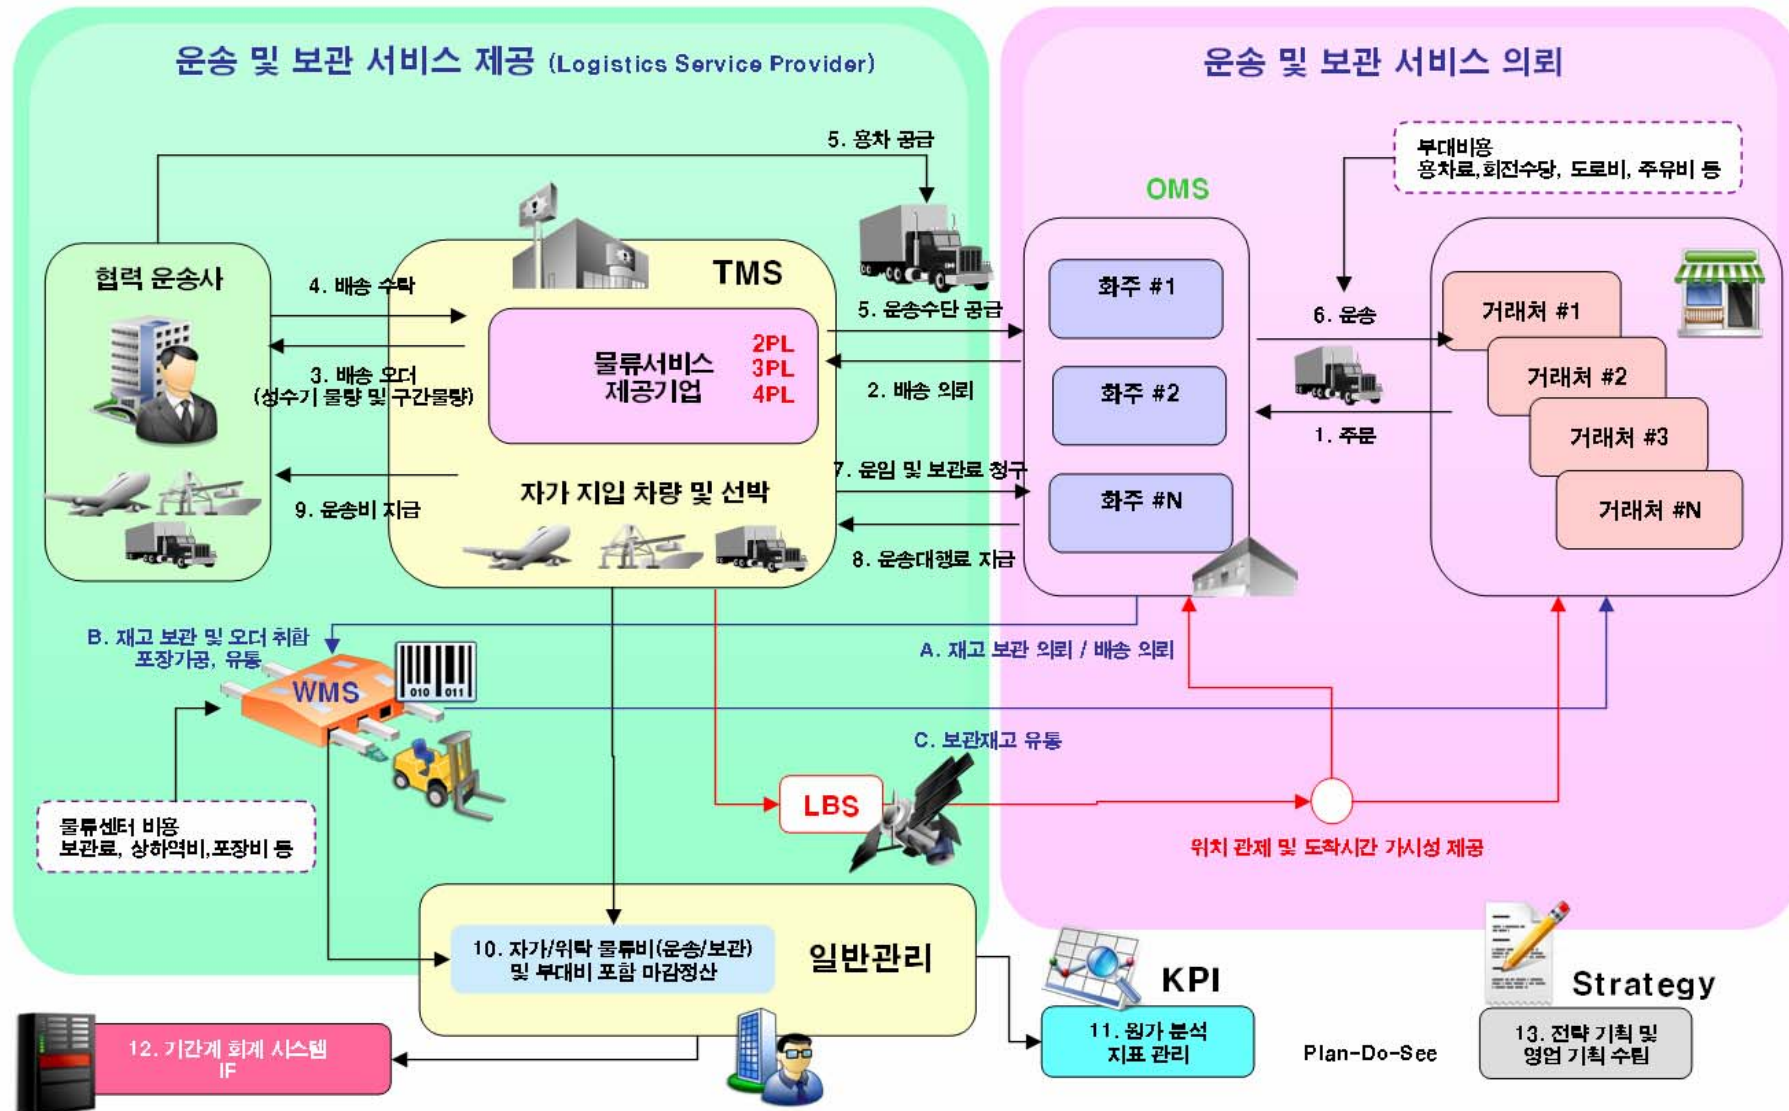 운송 및 보관 서비스 제공 (Logistics Service Provider)
운송 및 보관 서비스 의뢰
5. 용차 공급
부대비용
용차료,회전수당, 도로비, 주유비 등
OMS
협력 운송사
4. 배송 수탁
3. 배송 오더
(성수기 물량 및 구간물량)
9. 운송비 지급
TMS
물류서비스
제공기업
2PL
3PL
4PL
자가 지입 차량 및 선박
5. 운송수단 공급
2. 배송 의뢰
7. 운임 및 보관료 청구
8. 운송대행료 지급
화주 #1
화주 #2
화주 #N
6. 운송
1. 주문
거래처 #1
거래처 #2
거래처 #3
거래처 #N
B. 재고 보관 및 오더 취합
포장가공, 유통
A. 재고 보관 의뢰 / 배송 의뢰
WMS
010 011
C. 보관재고 유통
LBS
위치 관제 및 도착시간 가시성 제공
물류센터 비용
보관료, 상하역비,포장비 등
10. 자가/위탁 물류비(운송/보관)
및 부대비 포함 마감정산
일반관리
KPI
11. 원가 분석
지표 관리
Plan-Do-See
Strategy
13. 전략 기획 및
영업 기획 수립
12. 기간계 회계 시스템
IF